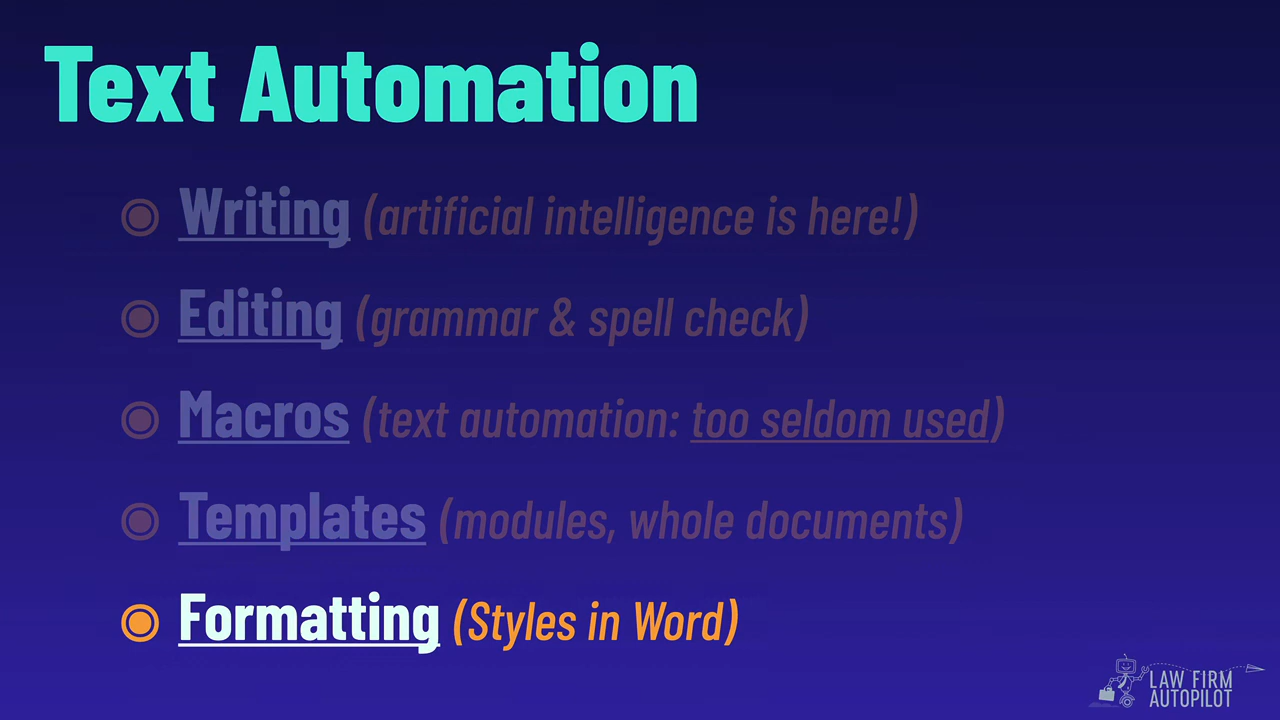 Text Automation
Writing (artificial intelligence is here!)
Editing (grammar & spell check)
Macros (text automation: too seldom used)
Templates (modules, whole documents)
Formatting (Styles in Word)
LAW FIRM
AUTOPILOT